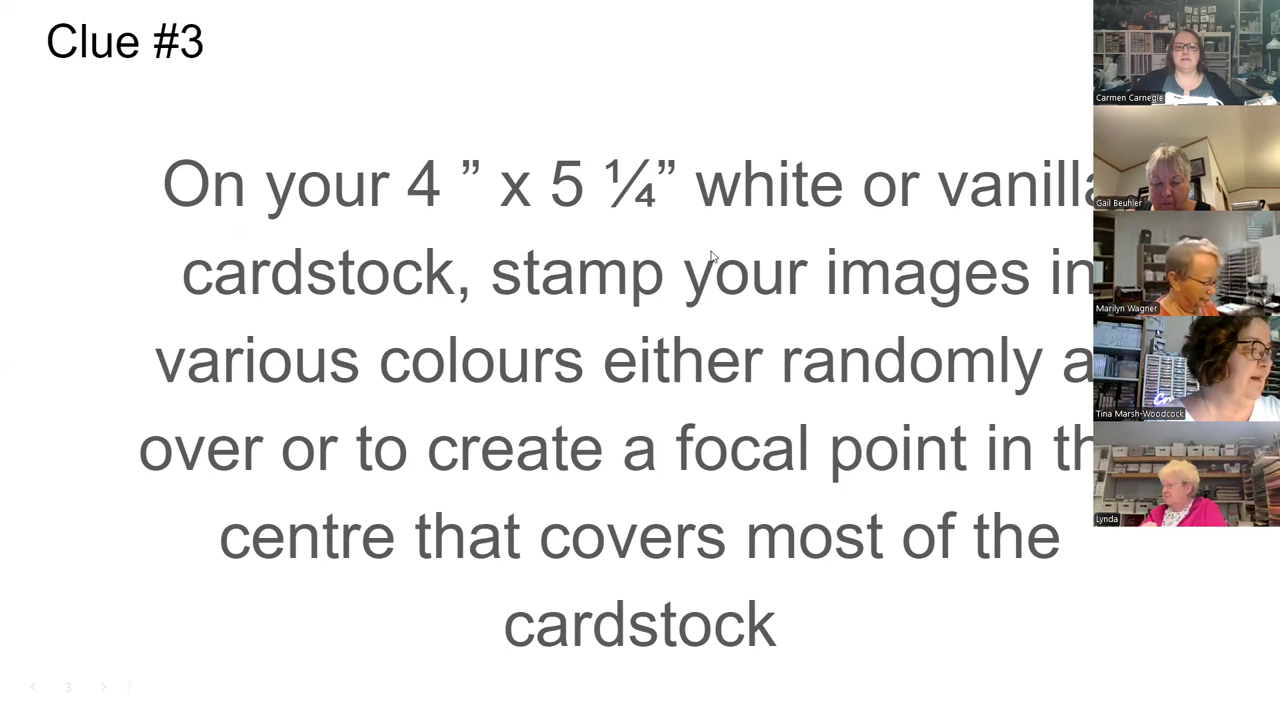 Clue #3
On your 4 ” x 5 ¼” white or vanilla
cardstock, stamp your images in
various colours either randomly a
over or to create a focal point in th
centre that covers most of the
cardstock
Carmen Carnegie
Gail Beuhler
Marilyn Wagner
Tina Marsh-Woodcock
Lynda
3